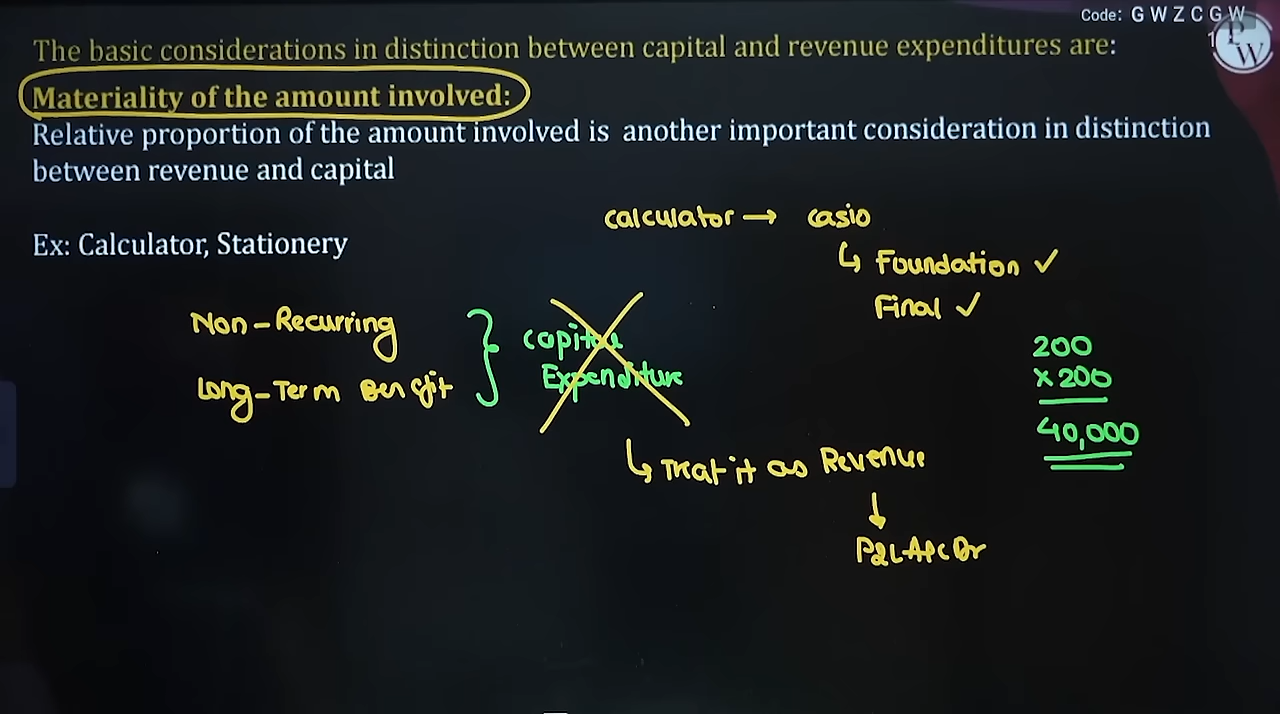 Code: G W Z C G W
PW
The basic considerations in distinction between capital and revenue expenditures are:
Materiality of the amount involved:
Relative proportion of the amount involved is another important consideration in distinction
between revenue and capital
Calculator → Casio
Ex: Calculator, Stationery
↳ Foundation ✓
Final ✓
Non-Recurring
Long-Term Benefit
Capital
Expenditure
200
x 200
40,000
↳ Treat it as Revenue
↓
P&L A/c Dr